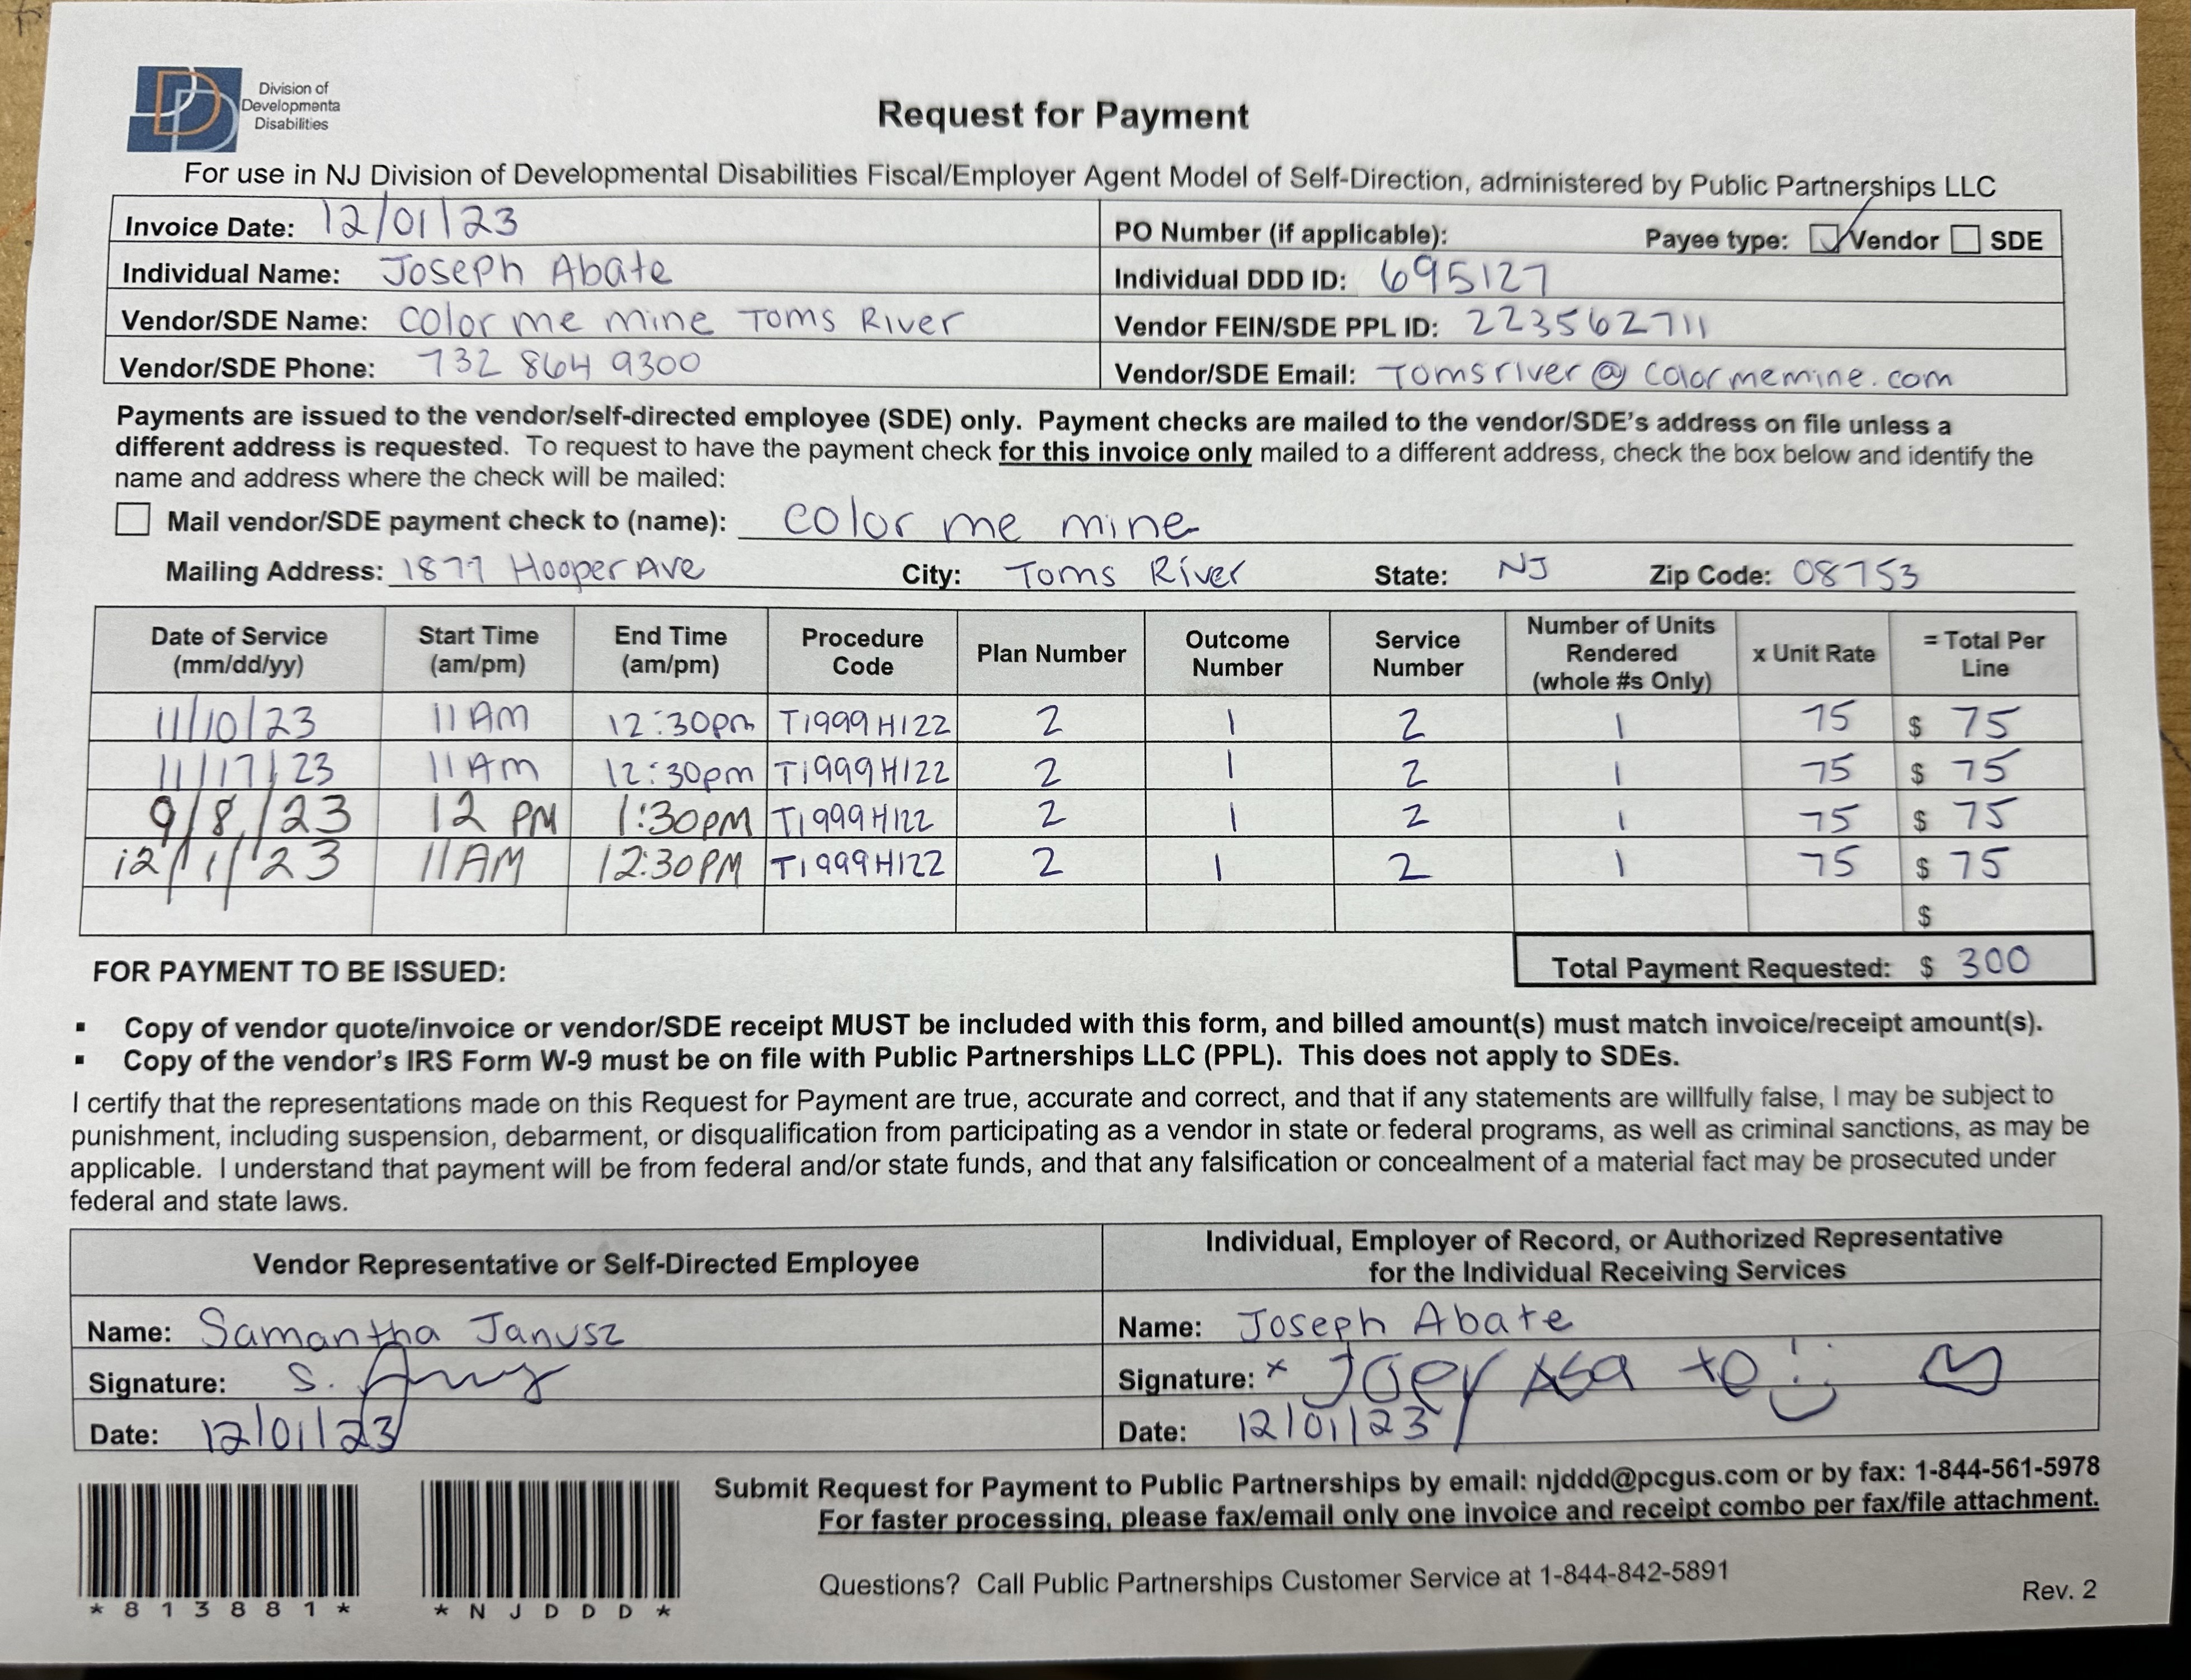 Division of
Developmenta
Disabilities
Request for Payment
For use in NJ Division of Developmental Disabilities Fiscal/Employer Agent Model of Self-Direction, administered by Public Partnerships LLC
Invoice Date: 12/01/23 PO Number (if applicable): Payee type: Vendor SDE
Individual Name: Joseph Abate Individual DDD ID: 695127
Vendor/SDE Name: Color me mine Toms River Vendor FEIN/SDE PPL ID: 223562711
Vendor/SDE Phone: 732 864 9300 Vendor/SDE Email: Tomsriver@colormemine.com
Payments are issued to the vendor/self-directed employee (SDE) only. Payment checks are mailed to the vendor/SDE's address on file unless a
different address is requested. To request to have the payment check for this invoice only mailed to a different address, check the box below and identify the
name and address where the check will be mailed:
Mail vendor/SDE payment check to (name): Color me mine
Mailing Address: 1877 Hooper Ave City: Toms River State: NJ Zip Code: 08753
Date of Service (mm/dd/yy) Start Time (am/pm) End Time (am/pm) Procedure Code Plan Number Outcome Number Service Number Number of Units Rendered (whole #s Only) x Unit Rate = Total Per Line
11/10/23 11 AM 12:30pm T1999H122 2 1 2 1 75 $ 75
11/17/23 11 AM 12:30pm T1999H122 2 1 2 1 75 $ 75
9/8/23 12 PM 1:30PM T1999H122 2 1 2 1 75 $ 75
12/1/23 11AM 12:30PM T1999H122 2 1 2 1 75 $ 75
$
FOR PAYMENT TO BE ISSUED: Total Payment Requested: $ 300
▪ Copy of vendor quote/invoice or vendor/SDE receipt MUST be included with this form, and billed amount(s) must match invoice/receipt amount(s).
▪ Copy of the vendor's IRS Form W-9 must be on file with Public Partnerships LLC (PPL). This does not apply to SDEs.
I certify that the representations made on this Request for Payment are true, accurate and correct, and that if any statements are willfully false, I may be subject to
punishment, including suspension, debarment, or disqualification from participating as a vendor in state or federal programs, as well as criminal sanctions, as may be
applicable. I understand that payment will be from federal and/or state funds, and that any falsification or concealment of a material fact may be prosecuted under
federal and state laws.
Vendor Representative or Self-Directed Employee Individual, Employer of Record, or Authorized Representative for the Individual Receiving Services
Name: Samantha Janusz Name: Joseph Abate
Signature: S. Signature: x Joey Abate
Date: 12/01/23 Date: 12/01/23
Submit Request for Payment to Public Partnerships by email: njddd@pcgus.com or by fax: 1-844-561-5978
For faster processing, please fax/email only one invoice and receipt combo per fax/file attachment.
Questions? Call Public Partnerships Customer Service at 1-844-842-5891
*813881* *NJDDD* Rev. 2